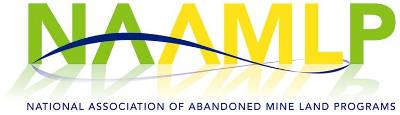 NAAMLP
NATIONAL ASSOCIATION OF ABANDONED MINE LAND PROGRAMS